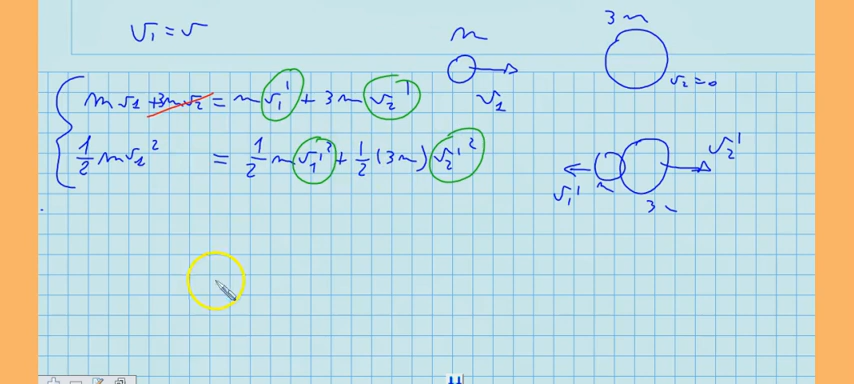 v₁ = v
m
3m
v₁
v₂ = 0
m v₁ + 3m v₂ = m v₁' + 3m v₂'
1/2 m v₁² = 1/2 m v₁'² + 1/2 (3m) v₂'²
v₂'
v₁'
m